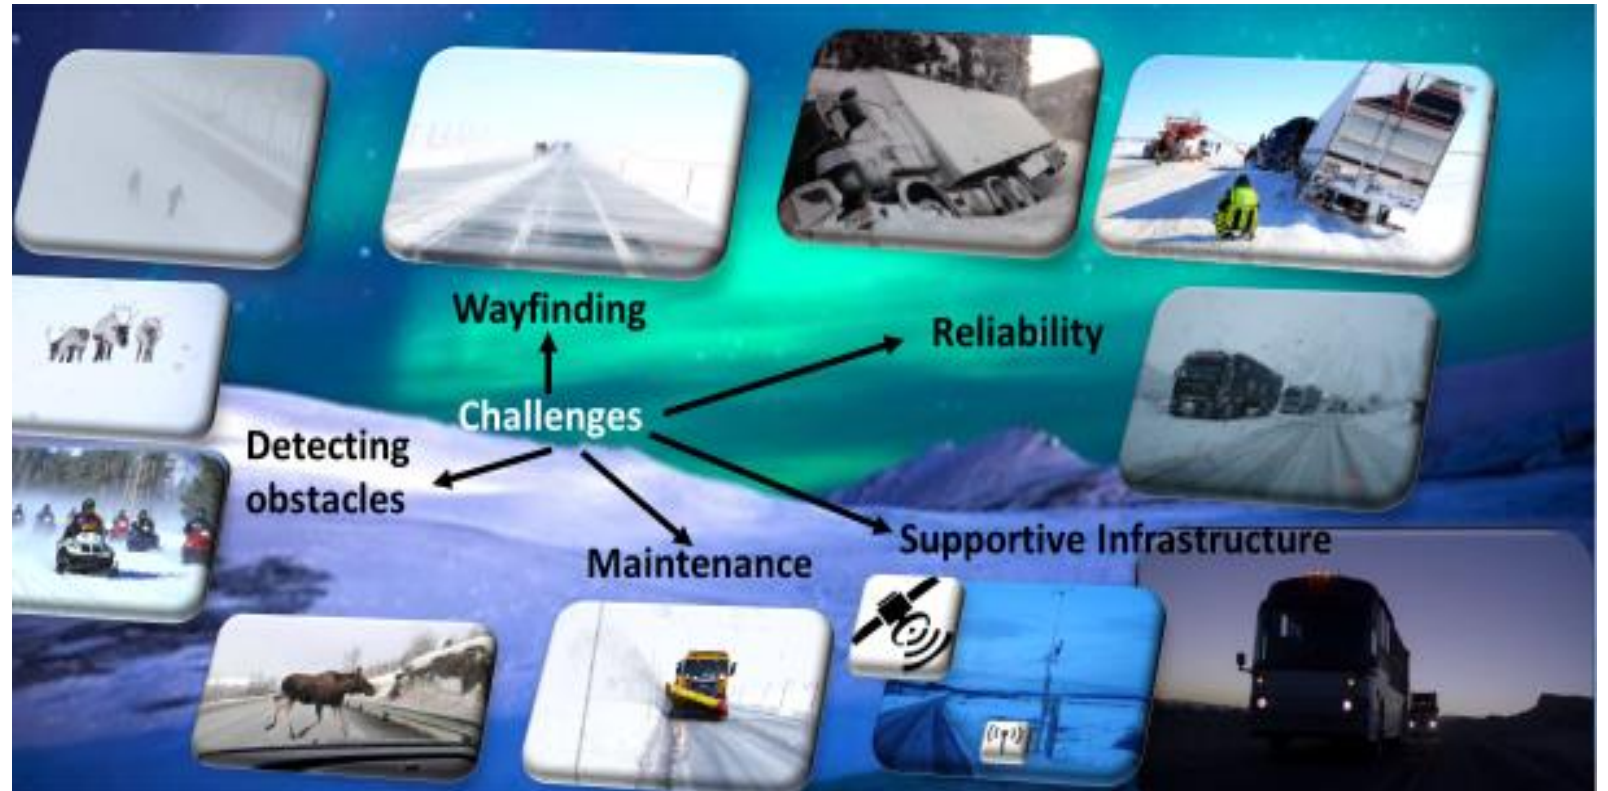 Wayfinding
Reliability
Challenges
Detecting
obstacles
Supportive Infrastructure
Maintenance